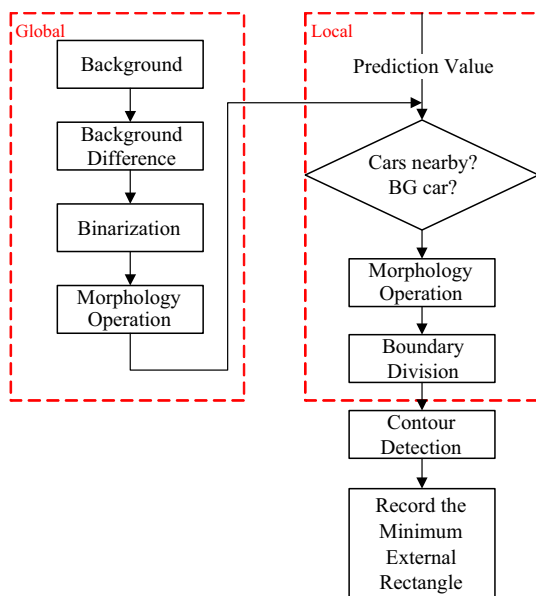 Global
Background
Background
Difference
Binarization
Morphology
Operation
Local
Prediction Value
Cars nearby?
BG car?
Morphology
Operation
Boundary
Division
Contour
Detection
Record the
Minimum
External
Rectangle